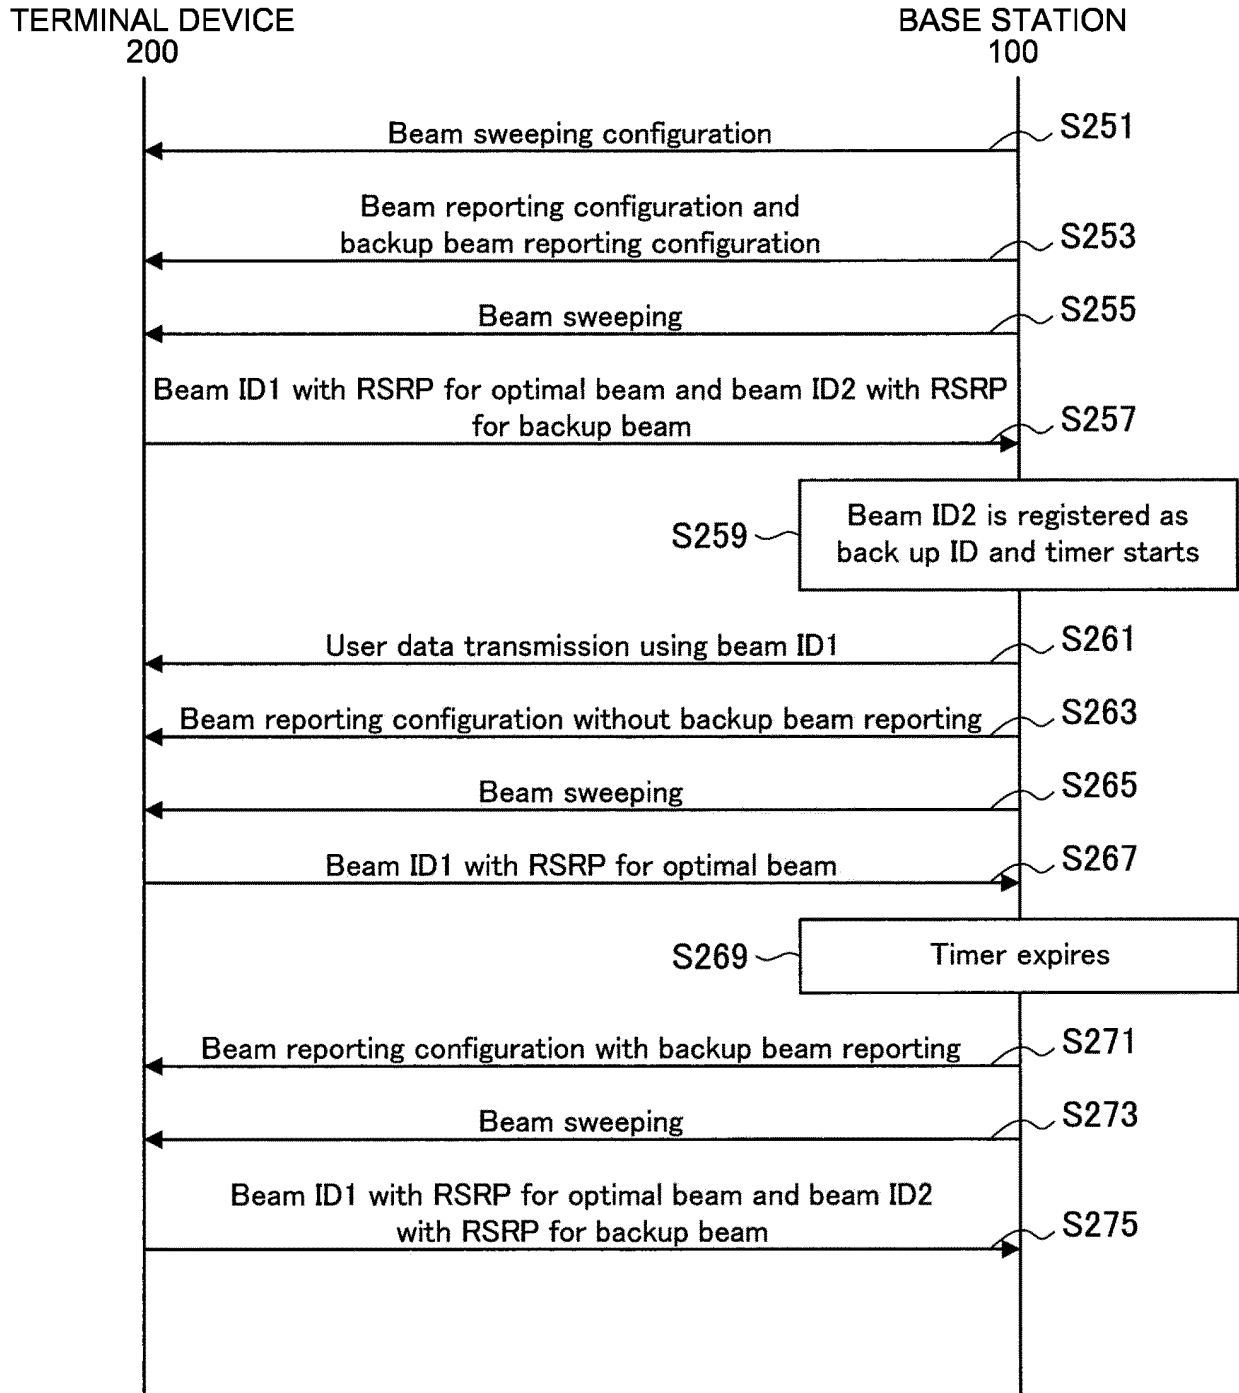 TERMINAL DEVICE
200
BASE STATION
100
Beam sweeping configuration
S251
Beam reporting configuration and
backup beam reporting configuration
S253
Beam sweeping
S255
Beam ID1 with RSRP for optimal beam and beam ID2 with RSRP
for backup beam
S257
S259
Beam ID2 is registered as
back up ID and timer starts
User data transmission using beam ID1
S261
Beam reporting configuration without backup beam reporting
S263
Beam sweeping
S265
Beam ID1 with RSRP for optimal beam
S267
S269
Timer expires
Beam reporting configuration with backup beam reporting
S271
Beam sweeping
S273
Beam ID1 with RSRP for optimal beam and beam ID2
with RSRP for backup beam
S275